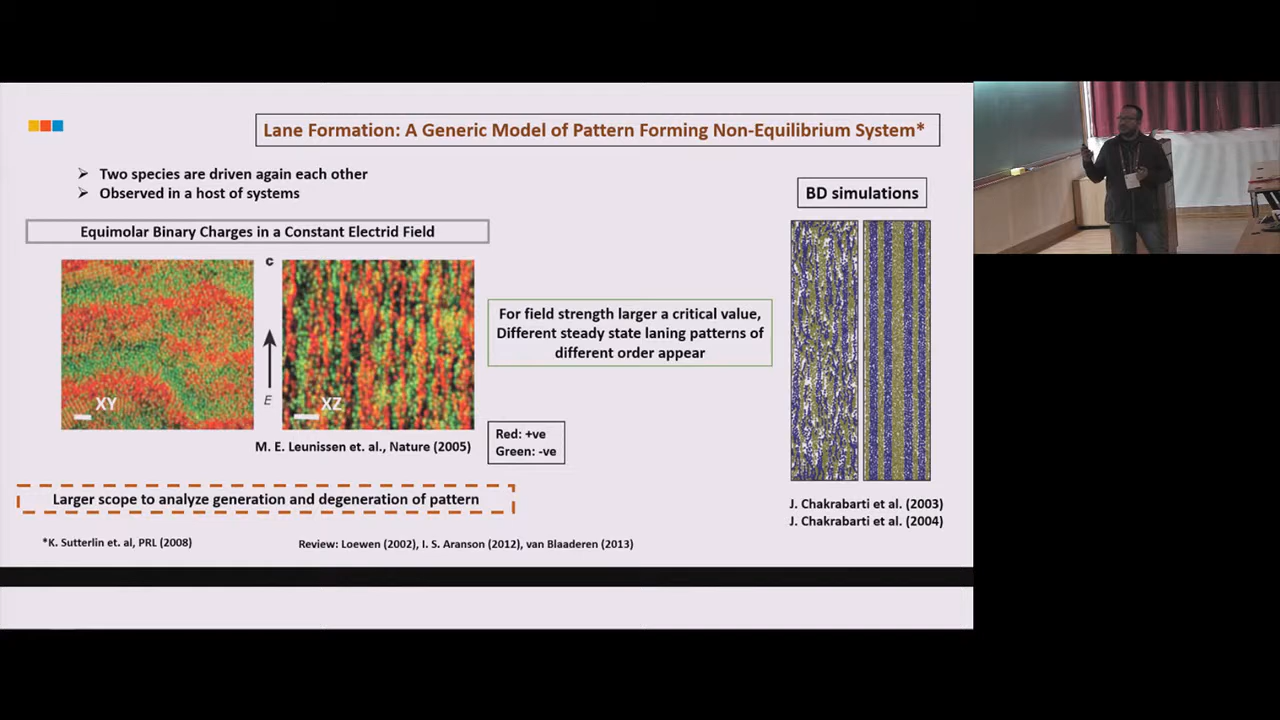 Lane Formation: A Generic Model of Pattern Forming Non-Equilibrium System*
Two species are driven again each other
Observed in a host of systems
BD simulations
Equimolar Binary Charges in a Constant Electrid Field
c
E
XY
XZ
For field strength larger a critical value,
Different steady state laning patterns of
different order appear
M. E. Leunissen et. al., Nature (2005)
Red: +ve
Green: -ve
Larger scope to analyze generation and degeneration of pattern
J. Chakrabarti et al. (2003)
J. Chakrabarti et al. (2004)
*K. Sutterlin et. al, PRL (2008)
Review: Loewen (2002), I. S. Aranson (2012), van Blaaderen (2013)